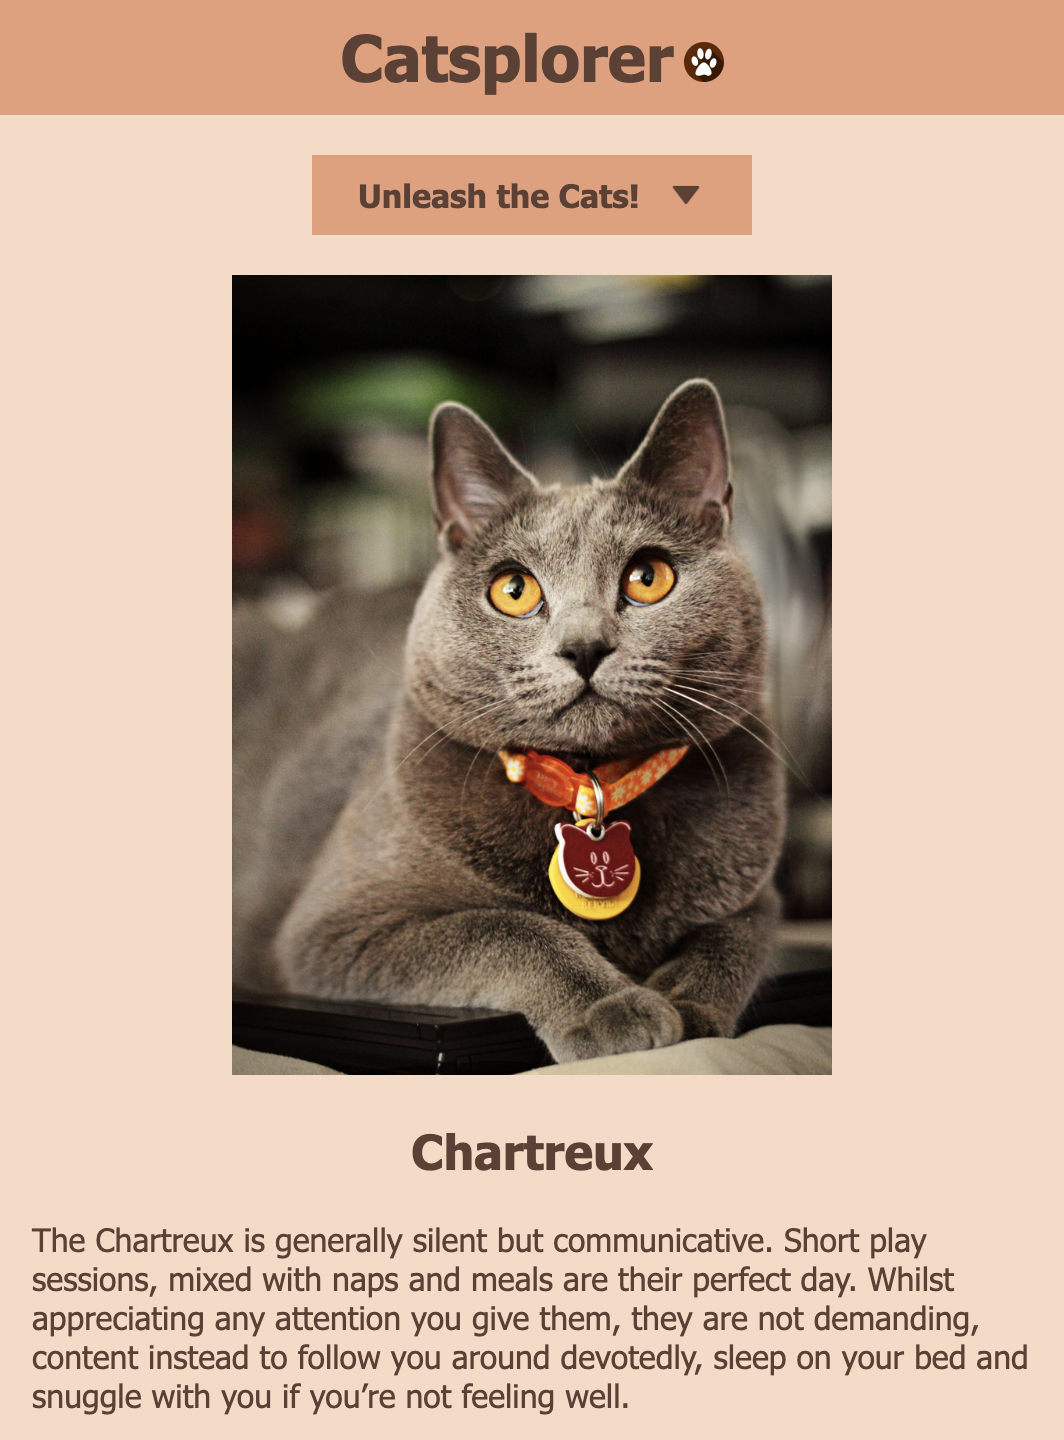 Catsplorer
Unleash the Cats!
Chartreux
The Chartreux is generally silent but communicative. Short play
sessions, mixed with naps and meals are their perfect day. Whilst
appreciating any attention you give them, they are not demanding,
content instead to follow you around devotedly, sleep on your bed and
snuggle with you if you’re not feeling well.